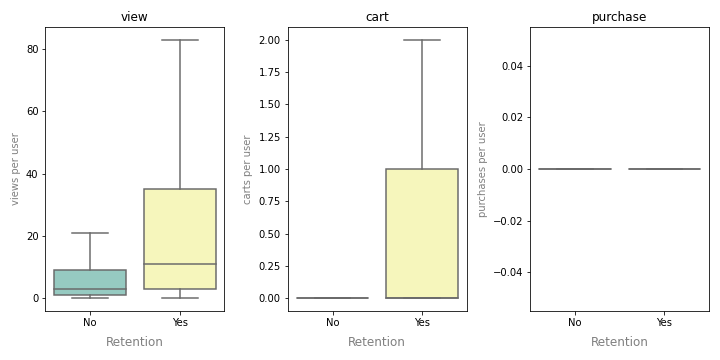 view
views per user
80
60
40
20
0
No Yes
Retention
cart
carts per user
2.00
1.75
1.50
1.25
1.00
0.75
0.50
0.25
0.00
No Yes
Retention
purchase
purchases per user
0.04
0.02
0.00
−0.02
−0.04
No Yes
Retention